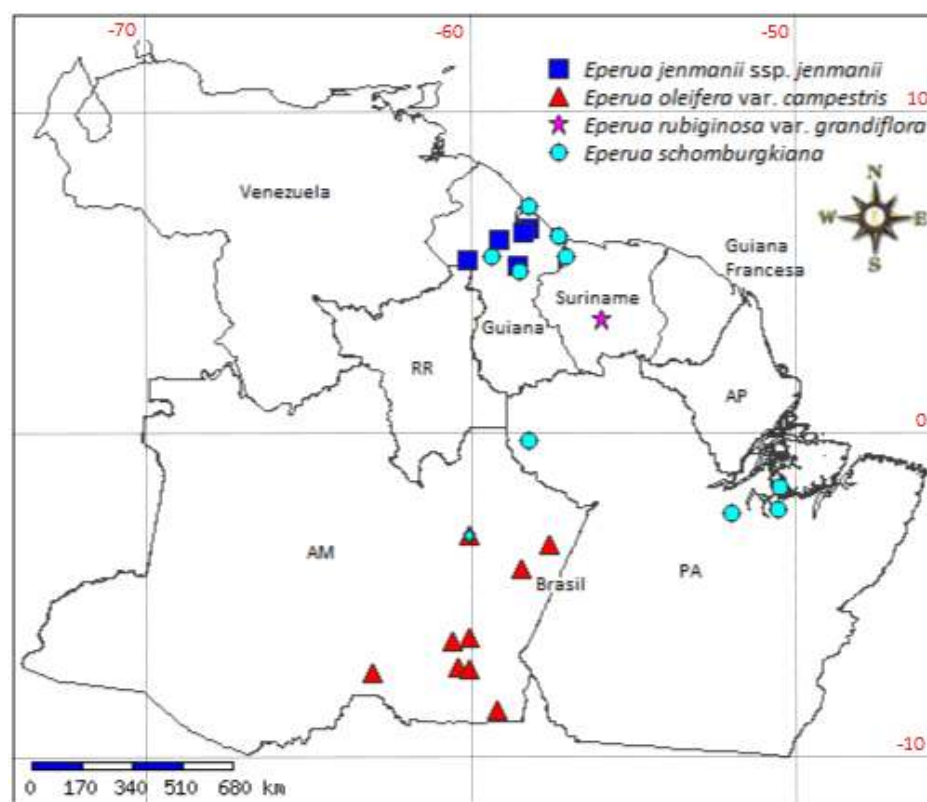 -70
-60
-50
Eperua jenmanii ssp. jenmanii
Eperua oleifera var. campestris
Eperua rubiginosa var. grandiflora
Eperua schomburgkiana
10
N
W E
S
Venezuela
Guiana
Francesa
Suriname
Guiana
RR
AP
0
AM
Brasil
PA
-10
0 170 340 510 680 km